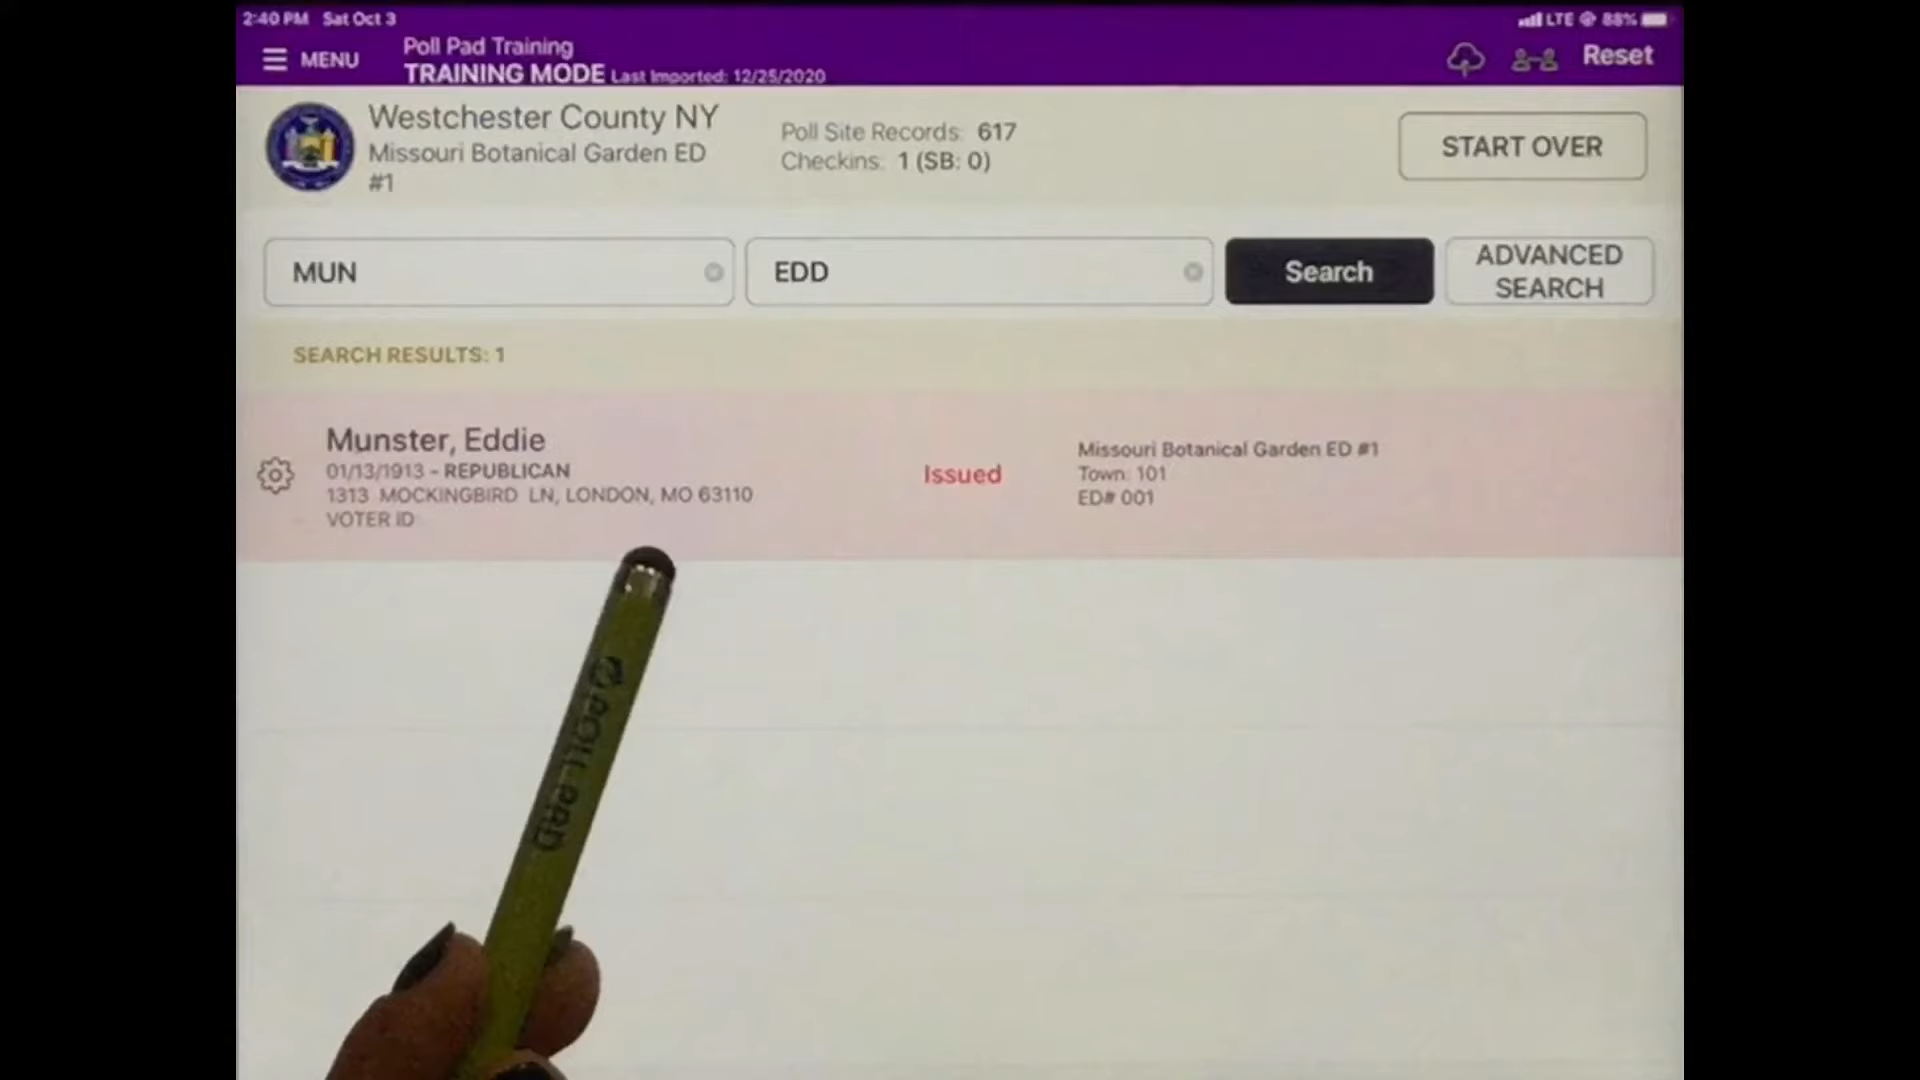 2:40 PM Sat Oct 3
LTE 88%
MENU
Poll Pad Training
TRAINING MODE Last Imported: 12/25/2020
Reset
Westchester County NY
Missouri Botanical Garden ED
#1
Poll Site Records: 617
Checkins: 1 (SB: 0)
START OVER
MUN
EDD
Search
ADVANCED
SEARCH
SEARCH RESULTS: 1
Munster, Eddie
01/13/1913 - REPUBLICAN
1313 MOCKINGBIRD LN, LONDON, MO 63110
VOTER ID:
Issued
Missouri Botanical Garden ED #1
Town: 101
ED# 001
POLL PAD